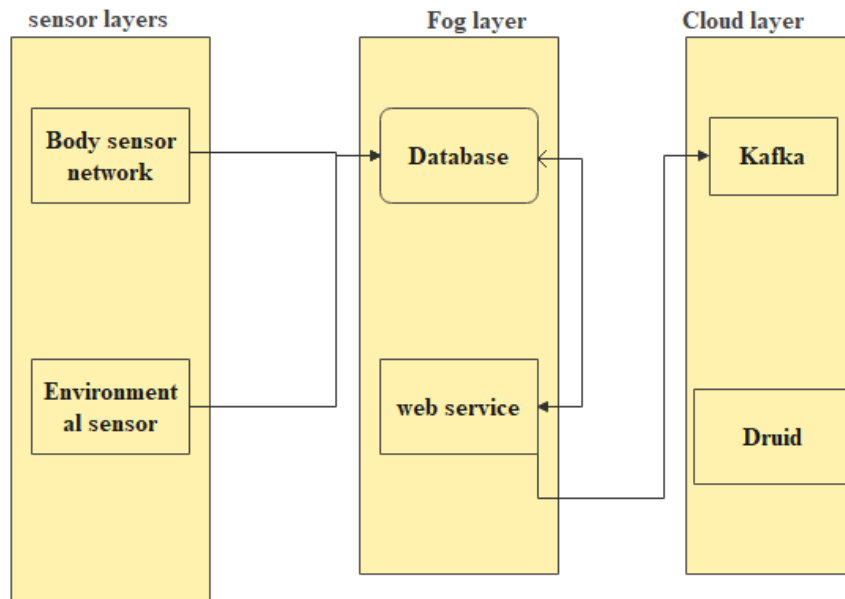 sensor layers
Fog layer
Cloud layer
Body sensor
network
Database
Kafka
Environment
al sensor
web service
Druid